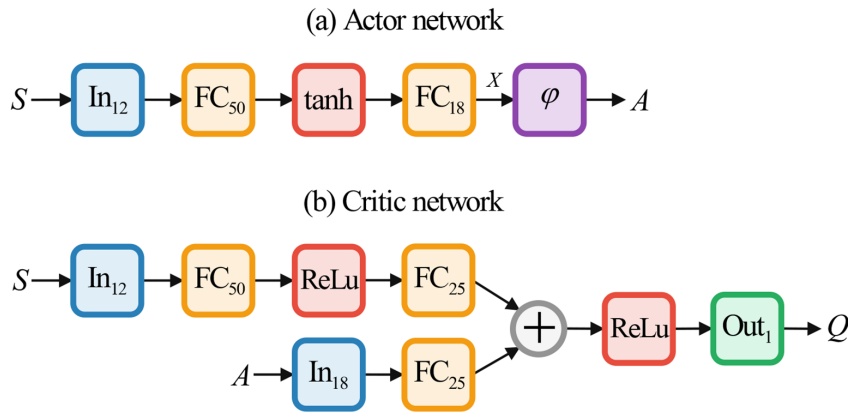 (a) Actor network
S In₁₂ FC₅₀ tanh FC₁₈ X φ A
(b) Critic network
S In₁₂ FC₅₀ ReLu FC₂₅
+ ReLu Out₁ Q
A In₁₈ FC₂₅